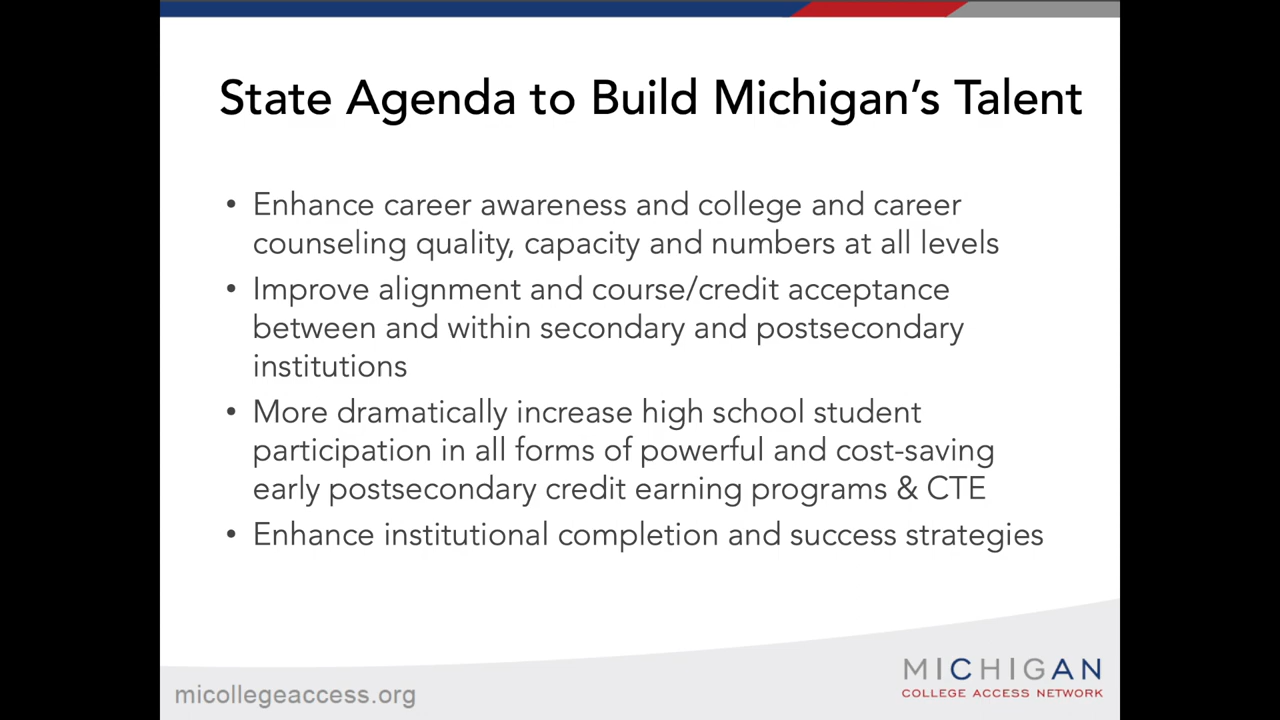 State Agenda to Build Michigan's Talent
• Enhance career awareness and college and career
counseling quality, capacity and numbers at all levels
• Improve alignment and course/credit acceptance
between and within secondary and postsecondary
institutions
• More dramatically increase high school student
participation in all forms of powerful and cost-saving
early postsecondary credit earning programs & CTE
• Enhance institutional completion and success strategies
micollegeaccess.org
MICHIGAN
COLLEGE ACCESS NETWORK